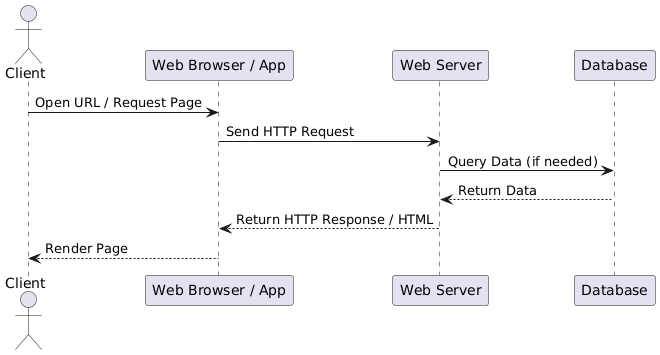 Client
Web Browser / App
Web Server
Database
Open URL / Request Page
Send HTTP Request
Query Data (if needed)
Return Data
Return HTTP Response / HTML
Render Page
Client
Web Browser / App
Web Server
Database